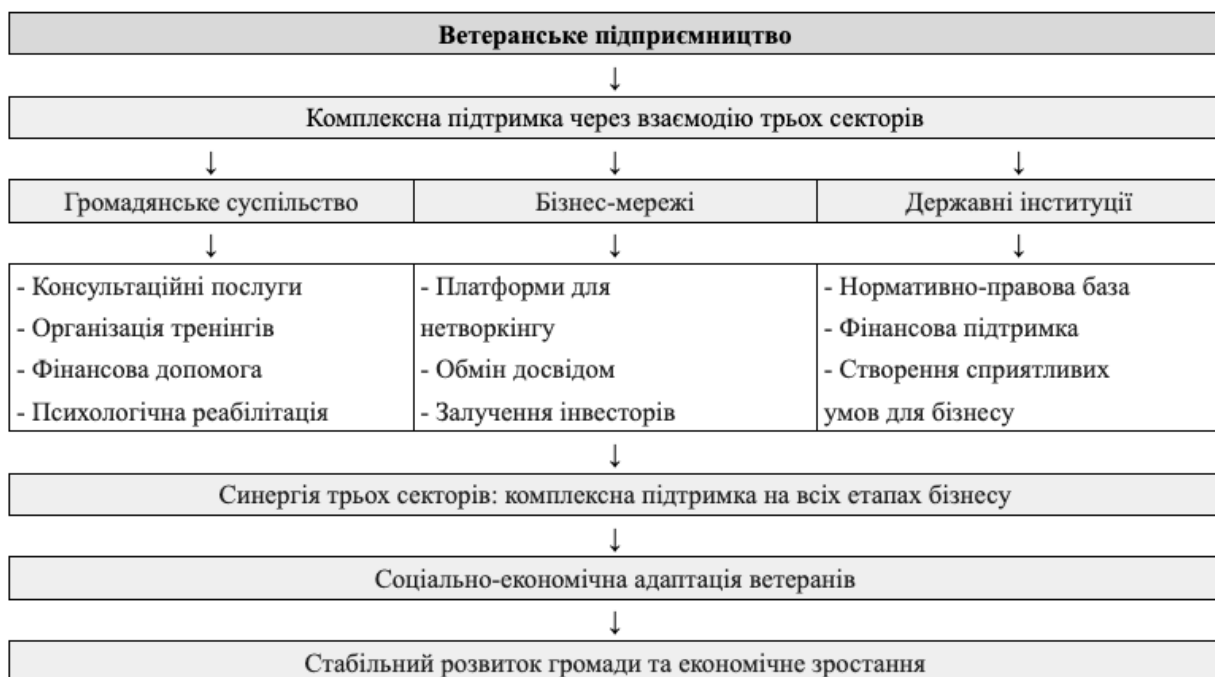 Ветеранське підприємництво
↓
Комплексна підтримка через взаємодію трьох секторів
↓ ↓ ↓
Громадянське суспільство
Бізнес-мережі
Державні інституції
↓ ↓ ↓
- Консультаційні послуги
- Організація тренінгів
- Фінансова допомога
- Психологічна реабілітація
- Платформи для
нетворкінгу
- Обмін досвідом
- Залучення інвесторів
- Нормативно-правова база
- Фінансова підтримка
- Створення сприятливих
умов для бізнесу
↓
Синергія трьох секторів: комплексна підтримка на всіх етапах бізнесу
↓
Соціально-економічна адаптація ветеранів
↓
Стабільний розвиток громади та економічне зростання